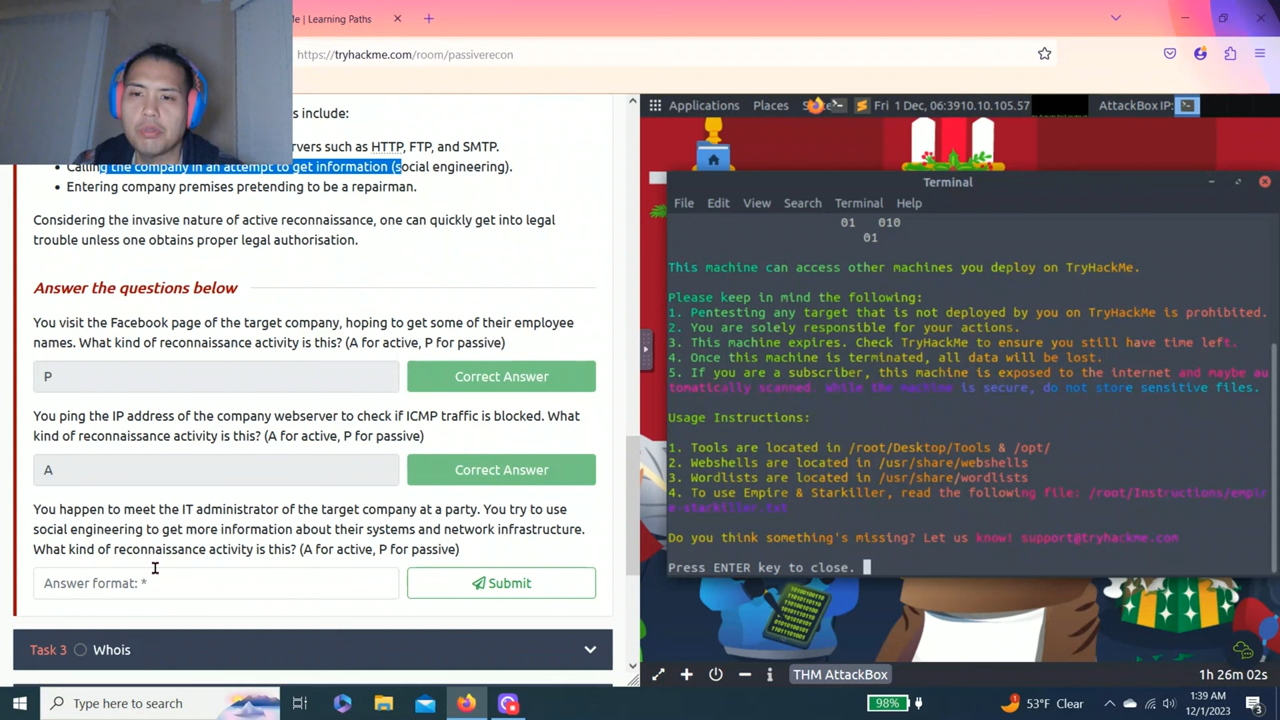 Me | Learning Paths
https://tryhackme.com/room/passiverecon
s include:
rvers such as HTTP, FTP, and SMTP.
• Calling the company in an attempt to get information (social engineering).
• Entering company premises pretending to be a repairman.
Considering the invasive nature of active reconnaissance, one can quickly get into legal
trouble unless one obtains proper legal authorisation.
Answer the questions below
You visit the Facebook page of the target company, hoping to get some of their employee
names. What kind of reconnaissance activity is this? (A for active, P for passive)
P
Correct Answer
You ping the IP address of the company webserver to check if ICMP traffic is blocked. What
kind of reconnaissance activity is this? (A for active, P for passive)
A
Correct Answer
You happen to meet the IT administrator of the target company at a party. You try to use
social engineering to get more information about their systems and network infrastructure.
What kind of reconnaissance activity is this? (A for active, P for passive)
Answer format: *
Submit
Task 3 Whois
Applications Places Fri 1 Dec, 06:39 10.10.105.57 AttackBox IP:
Terminal
File Edit View Search Terminal Help
01 010
01
This machine can access other machines you deploy on TryHackMe.
Please keep in mind the following:
1. Pentesting any target that is not deployed by you on TryHackMe is prohibited.
2. You are solely responsible for your actions.
3. This machine expires. Check TryHackMe to ensure you still have time left.
4. Once this machine is terminated, all data will be lost.
5. If you are a subscriber, this machine is exposed to the internet and maybe au
tomatically scanned. While the machine is secure, do not store sensitive files.
Usage Instructions:
1. Tools are located in /root/Desktop/Tools & /opt/
2. Webshells are located in /usr/share/webshells
3. Wordlists are located in /usr/share/wordlists
4. To use Empire & Starkiller, read the following file: /root/Instructions/empir
e-starkiller.txt
Do you think something's missing? Let us know! support@tryhackme.com
Press ENTER key to close.
THM AttackBox
1h 26m 02s
Type here to search
98%
53°F Clear
1:39 AM
12/1/2023
3